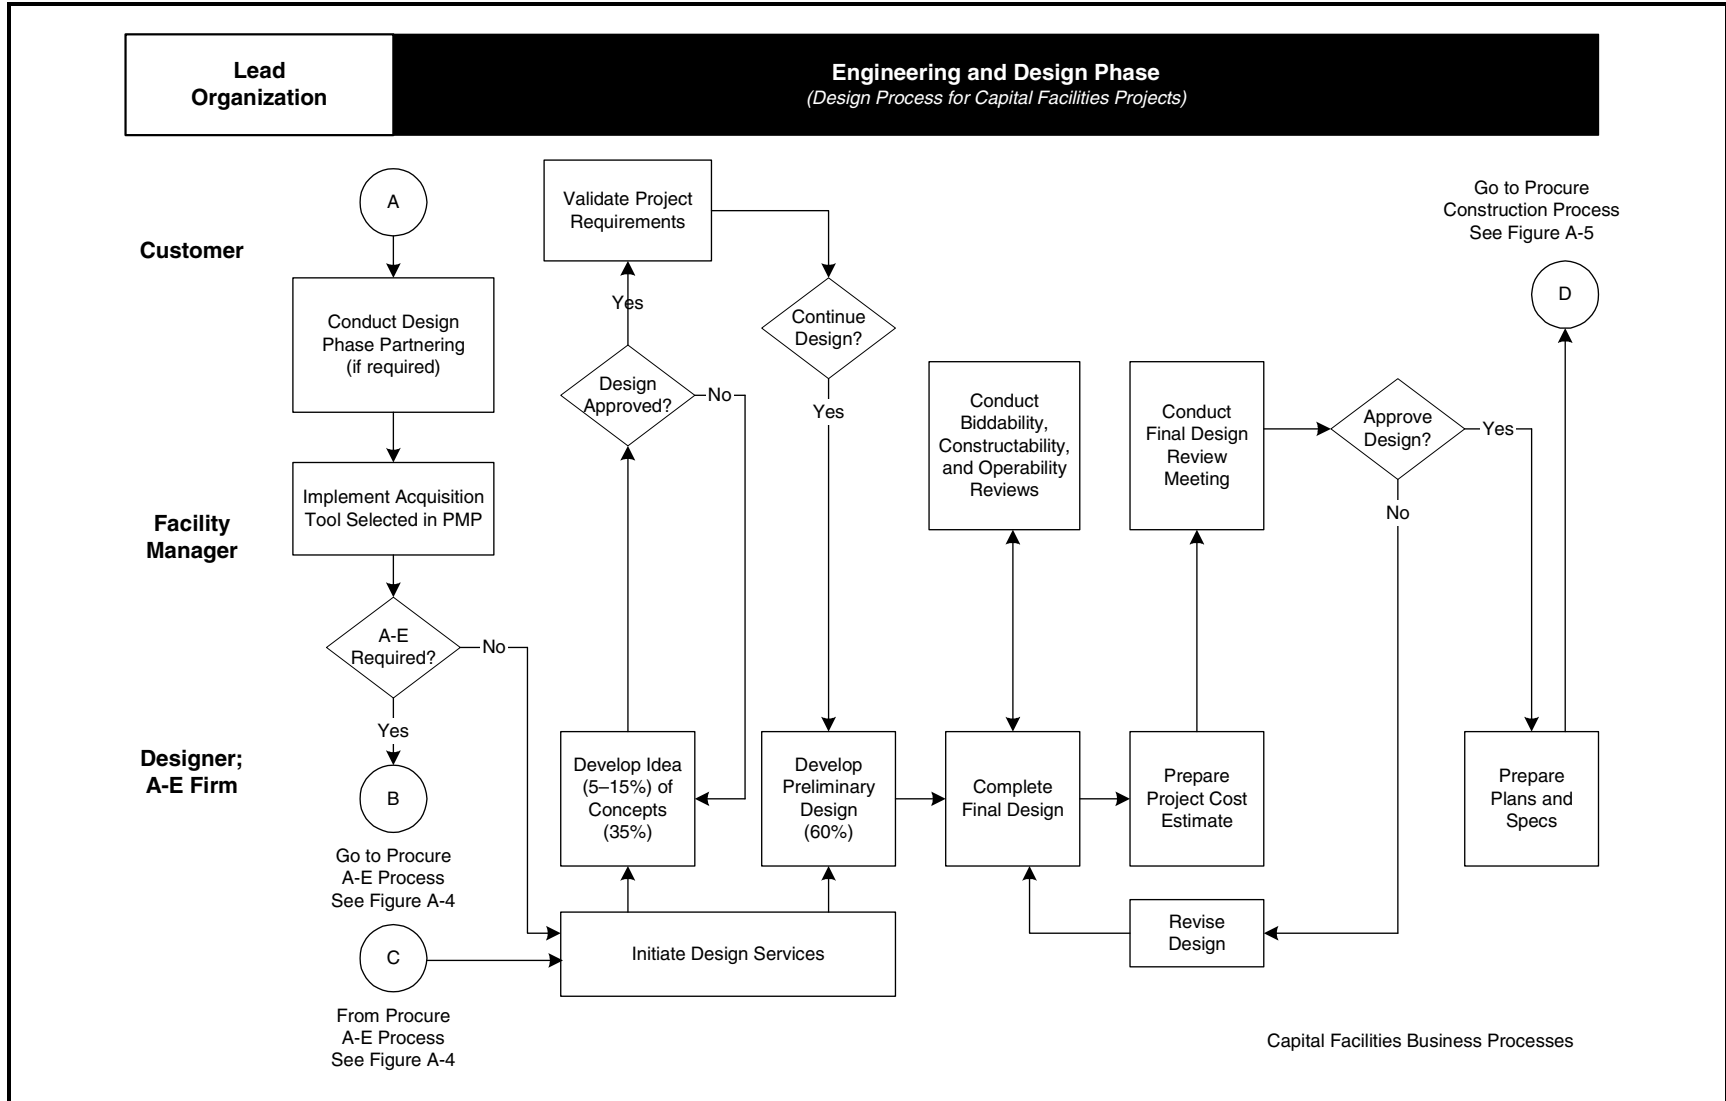 Lead
Organization
Engineering and Design Phase
(Design Process for Capital Facilities Projects)
Customer
Facility
Manager
Designer;
A-E Firm
A
Conduct Design
Phase Partnering
(if required)
Implement Acquisition
Tool Selected in PMP
A-E
Required?
No
Yes
B
Go to Procure
A-E Process
See Figure A-4
C
From Procure
A-E Process
See Figure A-4
Initiate Design Services
Develop Idea
(5–15%) of
Concepts
(35%)
Design
Approved?
No
Yes
Validate Project
Requirements
Continue
Design?
Yes
Develop
Preliminary
Design
(60%)
Complete
Final Design
Conduct
Biddability,
Constructability,
and Operability
Reviews
Prepare
Project Cost
Estimate
Conduct
Final Design
Review
Meeting
Approve
Design?
Yes
No
Revise
Design
Prepare
Plans and
Specs
D
Go to Procure
Construction Process
See Figure A-5
Capital Facilities Business Processes